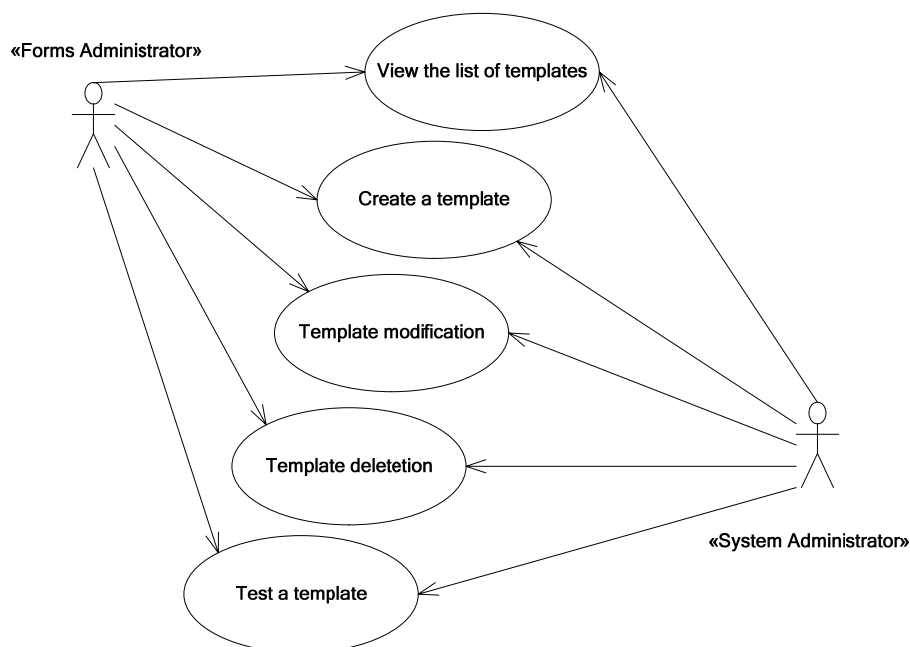 «Forms Administrator»
View the list of templates
Create a template
Template modification
Template deletetion
Test a template
«System Administrator»